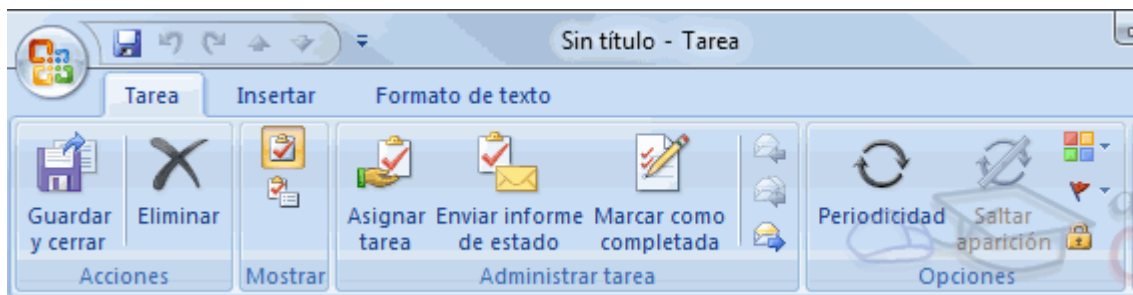 Sin título - Tarea
Tarea Insertar Formato de texto
Guardar y cerrar
Eliminar
Asignar tarea
Enviar informe de estado
Marcar como completada
Periodicidad
Saltar aparición
Acciones Mostrar Administrar tarea Opciones